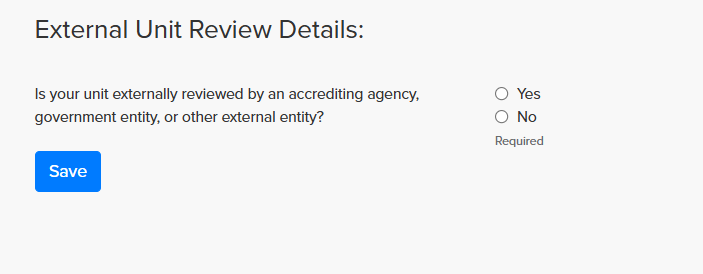 External Unit Review Details:
Is your unit externally reviewed by an accrediting agency,
government entity, or other external entity?
Yes
No
Required
Save